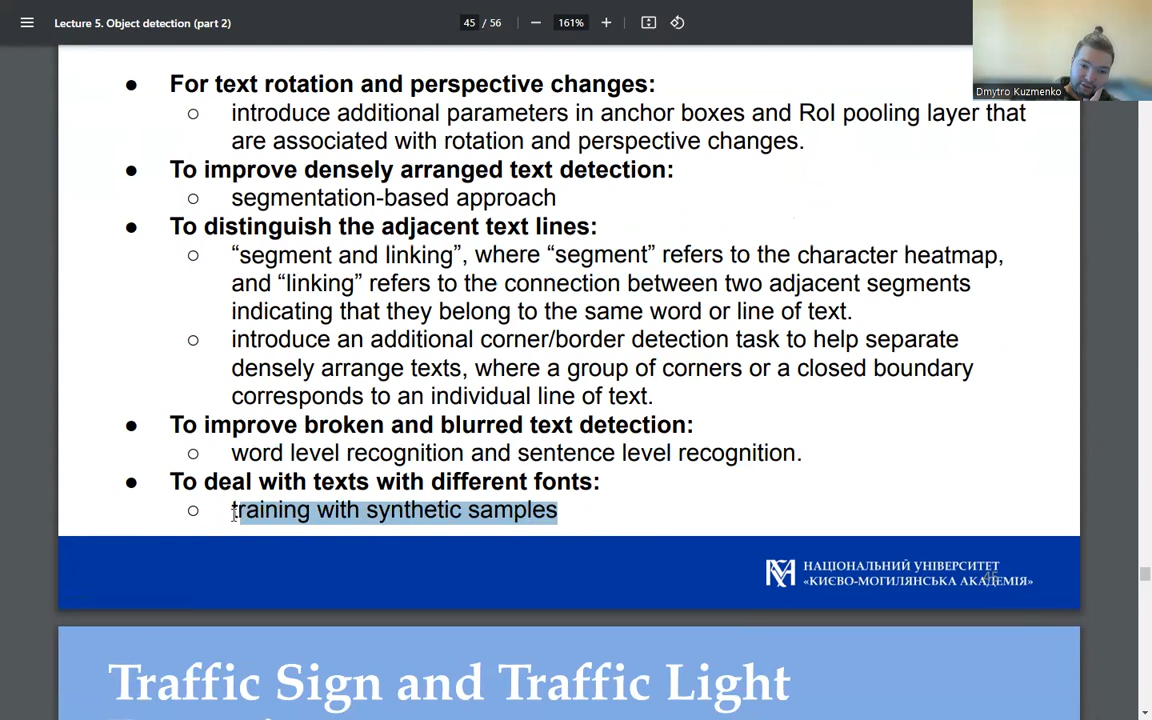 Lecture 5. Object detection (part 2)
45 / 56
161%
Dmytro Kuzmenko
● For text rotation and perspective changes:
○ introduce additional parameters in anchor boxes and RoI pooling layer that
are associated with rotation and perspective changes.
● To improve densely arranged text detection:
○ segmentation-based approach
● To distinguish the adjacent text lines:
○ “segment and linking”, where “segment” refers to the character heatmap,
and “linking” refers to the connection between two adjacent segments
indicating that they belong to the same word or line of text.
○ introduce an additional corner/border detection task to help separate
densely arrange texts, where a group of corners or a closed boundary
corresponds to an individual line of text.
● To improve broken and blurred text detection:
○ word level recognition and sentence level recognition.
● To deal with texts with different fonts:
○ training with synthetic samples
НАЦІОНАЛЬНИЙ УНІВЕРСИТЕТ
«КИЄВО-МОГИЛЯНСЬКА АКАДЕМІЯ»
Traffic Sign and Traffic Light